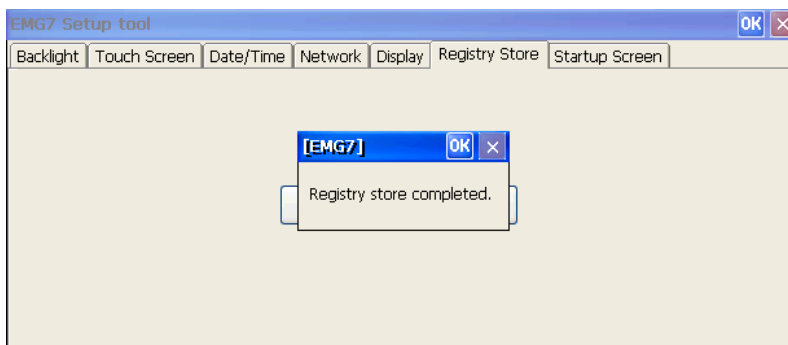 EMG7 Setup tool OK ×
Backlight Touch Screen Date/Time Network Display Registry Store Startup Screen
[EMG7] OK ×
Registry store completed.